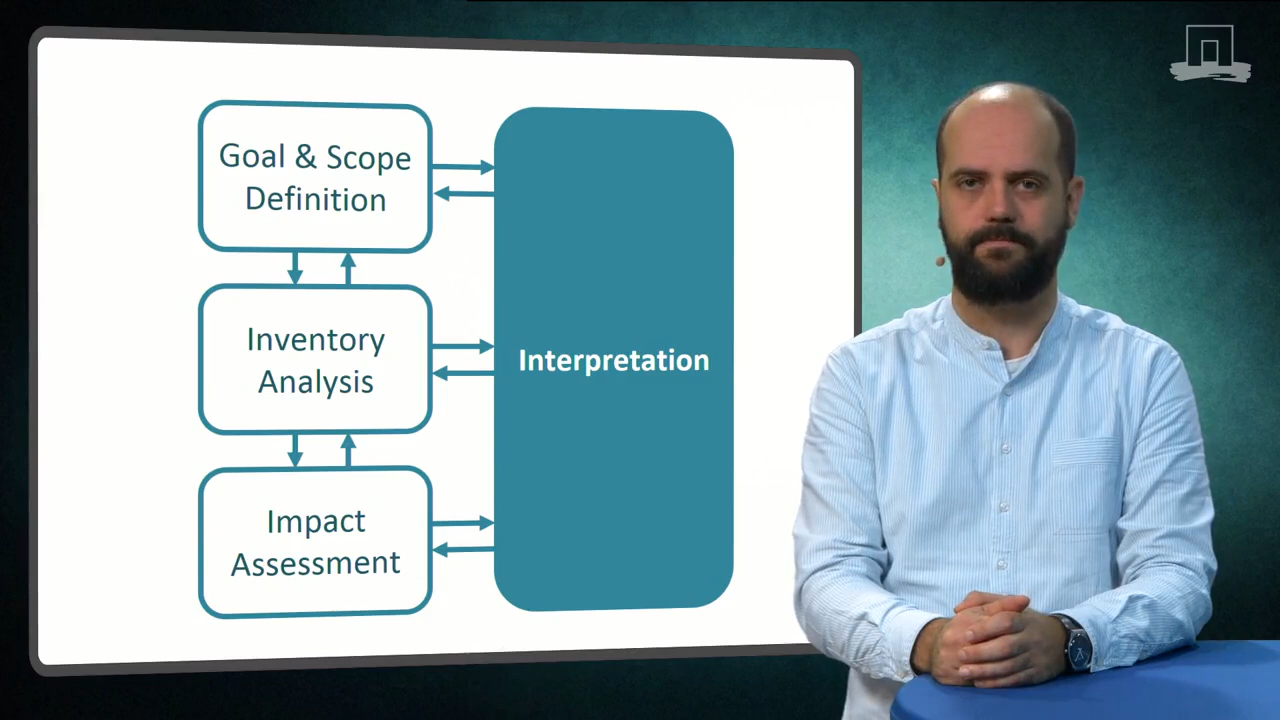 Goal & Scope
Definition
Inventory
Analysis
Impact
Assessment
Interpretation